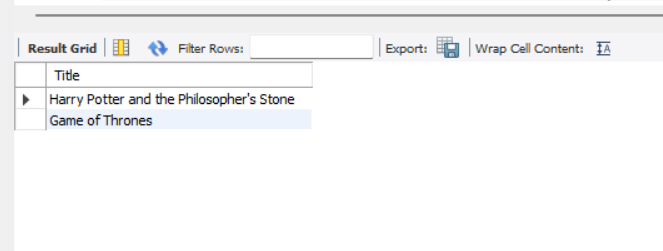 Result Grid Filter Rows: Export: Wrap Cell Content:
Title
Harry Potter and the Philosopher's Stone
Game of Thrones